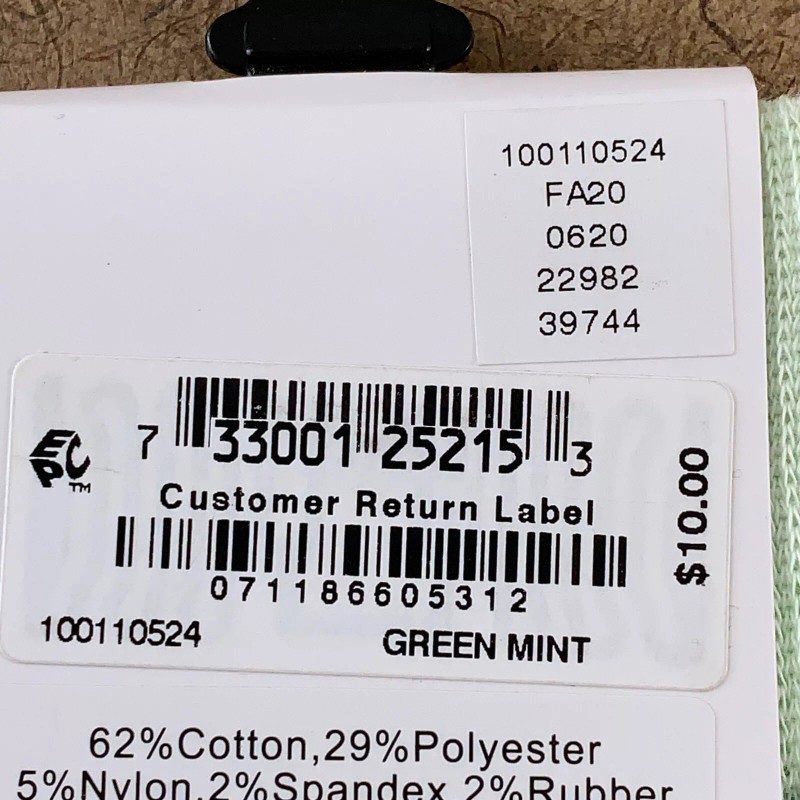 100110524
FA20
0620
22982
39744
EPC™
7 33001 25215 3
Customer Return Label
071186605312
$10.00
100110524 GREEN MINT
62%Cotton,29%Polyester
5%Nylon,2%Spandex,2%Rubber